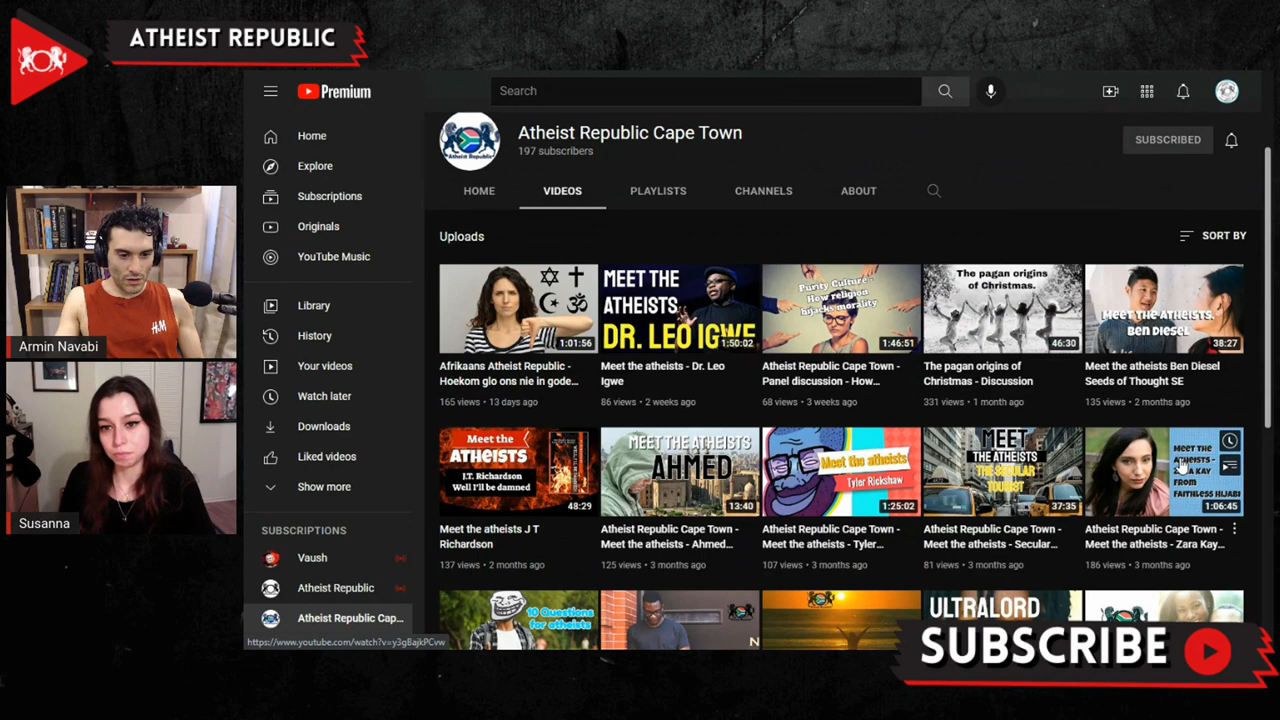 ATHEIST REPUBLIC
Premium
Search
Home
Explore
Subscriptions
Originals
YouTube Music
Library
History
Your videos
Watch later
Downloads
Liked videos
Show more
SUBSCRIPTIONS
Vaush
Atheist Republic
Atheist Republic Cap...
https://www.youtube.com/watch?v=y3gBajkPCvw
Armin Navabi
Susanna
Atheist Republic Cape Town
197 subscribers
SUBSCRIBED
HOME
VIDEOS
PLAYLISTS
CHANNELS
ABOUT
Uploads
SORT BY
1:01:56
Afrikaans Atheist Republic -
Hoekom glo ons nie in gode...
165 views • 13 days ago
MEET THE
ATHEISTS.
DR. LEO IGWE
1:50:02
Meet the atheists - Dr. Leo
Igwe
86 views • 2 weeks ago
Purity Culture -
How religion
hijacks morality
1:46:51
Atheist Republic Cape Town -
Panel discussion - How...
68 views • 3 weeks ago
The pagan origins
of Christmas.
46:30
The pagan origins of
Christmas - Discussion
331 views • 1 month ago
MEET THE ATHEISTS.
BEN DIESEL
38:27
Meet the atheists Ben Diesel
Seeds of Thought SE
135 views • 2 months ago
Meet the
ATHEISTS
J.T. Richardson
Well I'll be damned
48:29
Meet the atheists J T
Richardson
137 views • 2 months ago
MEET THE ATHEISTS
AHMED
13:40
Atheist Republic Cape Town -
Meet the atheists - Ahmed...
125 views • 3 months ago
Meet the atheists
Tyler Rickshaw
1:25:02
Atheist Republic Cape Town -
Meet the atheists - Tyler...
107 views • 3 months ago
MEET
THE ATHEISTS
THE SECULAR
TOURIST
37:35
Atheist Republic Cape Town -
Meet the atheists - Secular...
81 views • 3 months ago
MEET THE
ATHEISTS -
ZARA KAY
FROM
FAITHLESS HIJABI
1:06:45
Atheist Republic Cape Town -
Meet the atheists - Zara Kay...
186 views • 3 months ago
10 Questions
for atheists
N
ULTRALORD
SUBSCRIBE